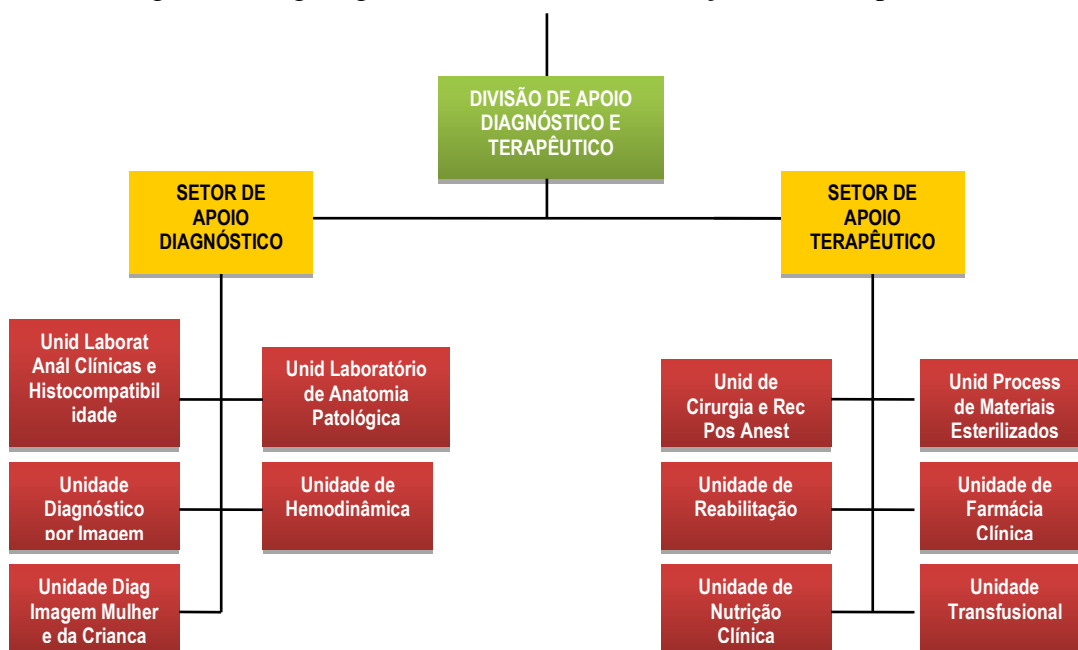 DIVISÃO DE APOIO
DIAGNÓSTICO E
TERAPÊUTICO
SETOR DE
APOIO
DIAGNÓSTICO
SETOR DE
APOIO
TERAPÊUTICO
Unid Laborat
Anál Clínicas e
Histocompatibil
idade
Unid Laboratório
de Anatomia
Patológica
Unid de
Cirurgia e Rec
Pos Anest
Unid Process
de Materiais
Esterilizados
Unidade
Diagnóstico
por Imagem
Unidade de
Hemodinâmica
Unidade de
Reabilitação
Unidade de
Farmácia
Clínica
Unidade Diag
Imagem Mulher
e da Crianca
Unidade de
Nutrição
Clínica
Unidade
Transfusional